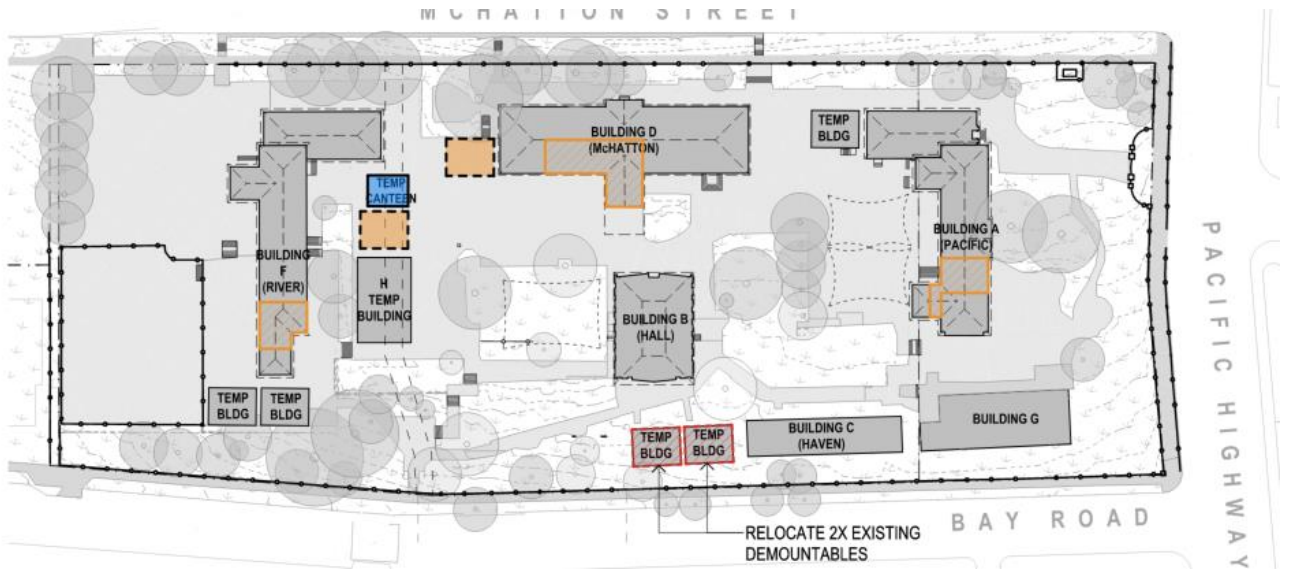 MCHATTON STREET
BUILDING D
(McHATTON)
TEMP
BLDG
TEMP
CANTEEN
BUILDING A
(PACIFIC)
BUILDING
F
(RIVER)
H
TEMP
BUILDING
BUILDING B
(HALL)
TEMP
BLDG
TEMP
BLDG
TEMP
BLDG
TEMP
BLDG
BUILDING C
(HAVEN)
BUILDING G
PACIFIC HIGHWAY
BAY ROAD
RELOCATE 2X EXISTING
DEMOUNTABLES